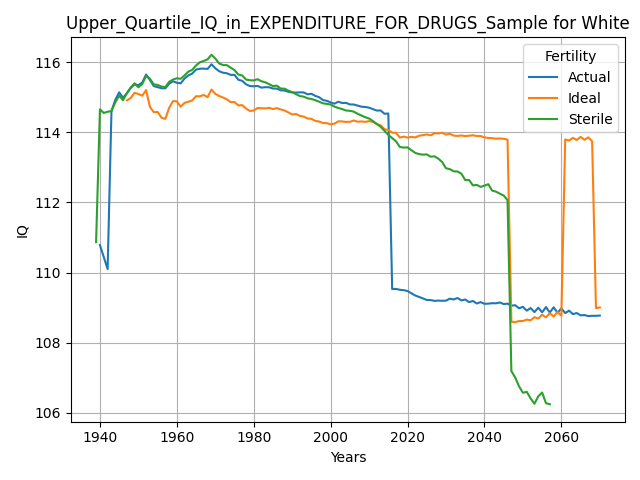 Upper_Quartile_IQ_in_EXPENDITURE_FOR_DRUGS_Sample for White
Fertility
Actual
Ideal
Sterile
116
114
112
110
108
106
IQ
1940
1960
1980
2000
2020
2040
2060
Years